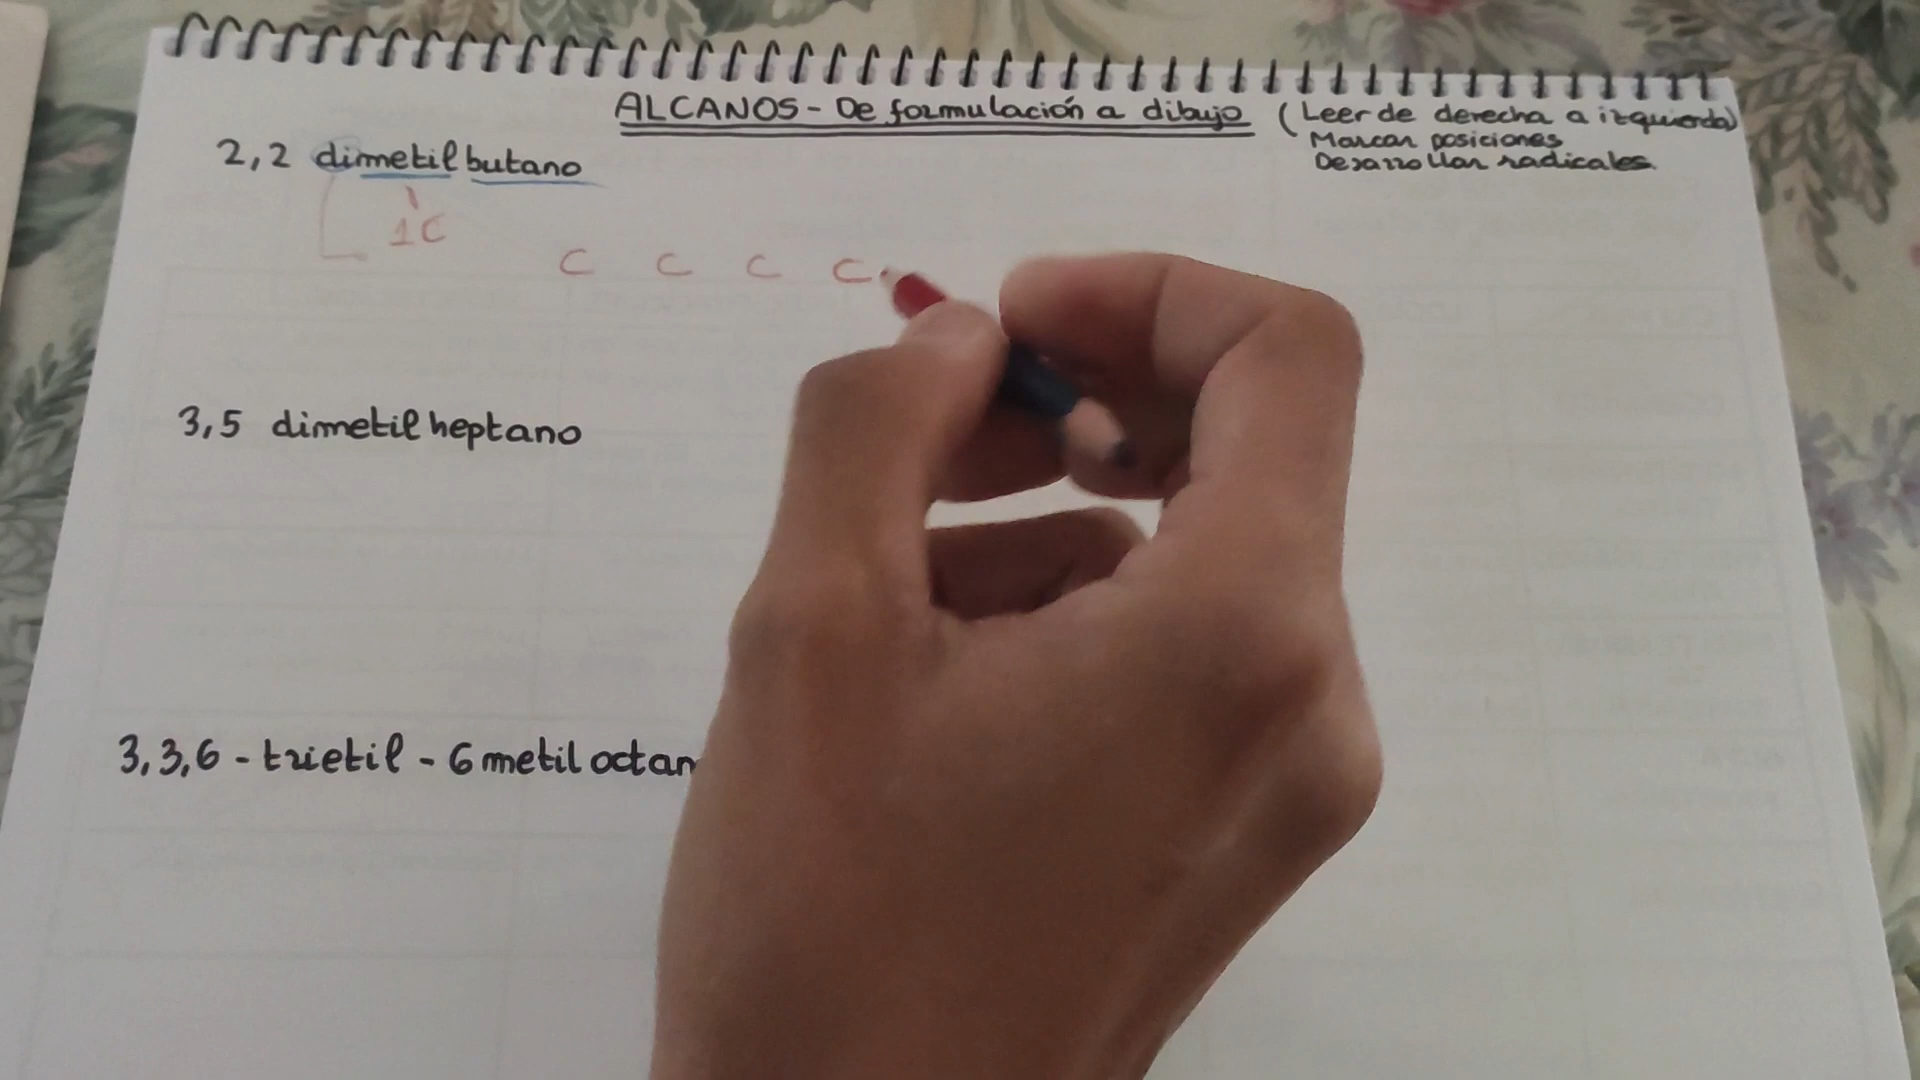 ALCANOS - De formulación a dibujo (Leer de derecha a izquierda)
Marcar posiciones
Desarrollar radicales
2,2 dimetil butano
1C
C C C C
3,5 dimetil heptano
3,3,6 - trietil - 6 metil octan